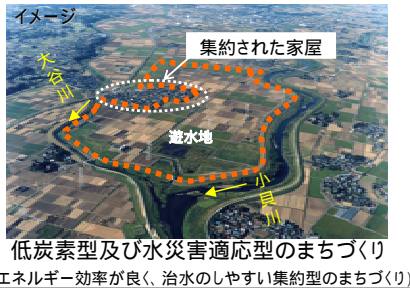 イメージ
集約された家屋
大谷川
遊水地
小貝川
低炭素型及び水災害適応型のまちづくり
エネルギー効率が良く、治水のしやすい集約型のまちづくり)